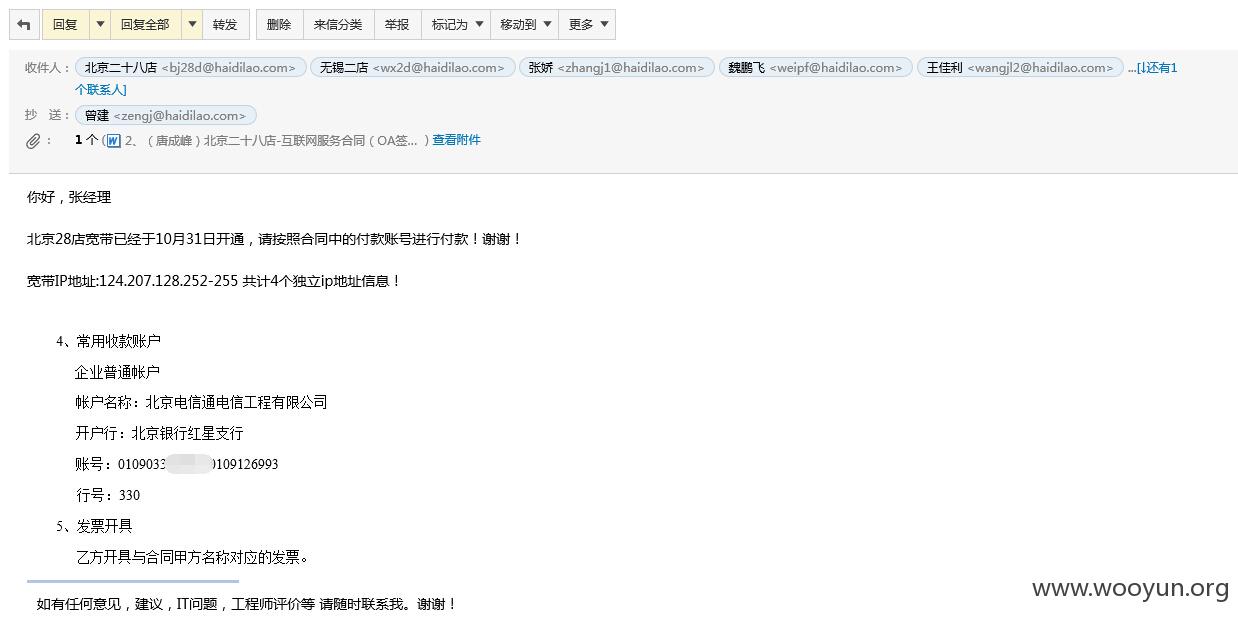 回复 回复全部 转发 删除 来信分类 举报 标记为 移动到 更多
收件人： 北京二十八店 <bj28d@haidilao.com> 无锡二店 <wx2d@haidilao.com> 张娇 <zhangj1@haidilao.com> 魏鹏飞 <weipf@haidilao.com> 王佳利 <wangjl2@haidilao.com> ...[↓还有1
个联系人]
抄 送： 曾建 <zengj@haidilao.com>
： 1 个 ( W 2、（唐成峰）北京二十八店-互联网服务合同（OA签... ) 查看附件
你好，张经理
北京28店宽带已经于10月31日开通，请按照合同中的付款账号进行付款！谢谢！
宽带IP地址:124.207.128.252-255 共计4个独立ip地址信息！
4、常用收款账户
企业普通帐户
帐户名称：北京电信通电信工程有限公司
开户行：北京银行红星支行
账号：0109033 0109126993
行号：330
5、发票开具
乙方开具与合同甲方名称对应的发票。
如有任何意见，建议，IT问题，工程师评价等 请随时联系我。谢谢！
www.wooyun.org